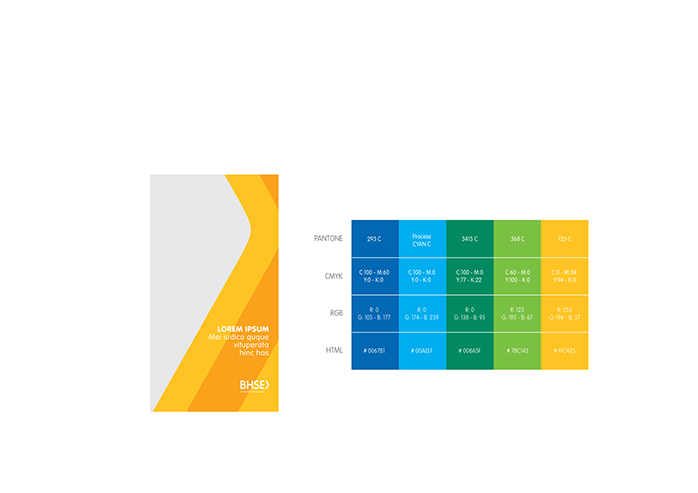 LOREM IPSUM
Mei iudico quque
vituperata
hinc has
BHSE
PANTONE
293 C
Process
CYAN C
3415 C
368 C
123 C
CMYK
C:100 - M:60
Y:0 - K:0
C:100 - M:0
Y:0 - K:0
C:100 - M:0
Y:77 - K:22
C:60 - M:0
Y:100 - K:0
C:0 - M:24
Y:94 - K:0
RGB
R: 0
G: 103 - B: 177
R: 0
G: 174 - B: 239
R: 0
G: 138 - B: 95
R: 123
G: 193 - B: 67
R: 255
G: 196 - B: 37
HTML
# 0067B1
# 00AEEF
# 008A5F
# 7BC143
# FFC425